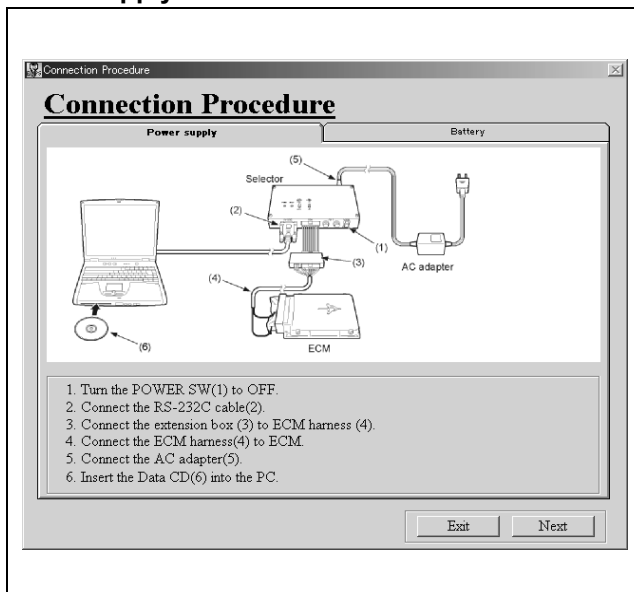 Connection Procedure
Connection Procedure
Power supply
Battery
(5)
Selector
(2)
(1)
(3)
AC adapter
(4)
(6)
ECM
1. Turn the POWER SW(1) to OFF.
2. Connect the RS-232C cable(2).
3. Connect the extension box (3) to ECM harness (4).
4. Connect the ECM harness(4) to ECM.
5. Connect the AC adapter(5).
6. Insert the Data CD(6) into the PC.
Exit
Next